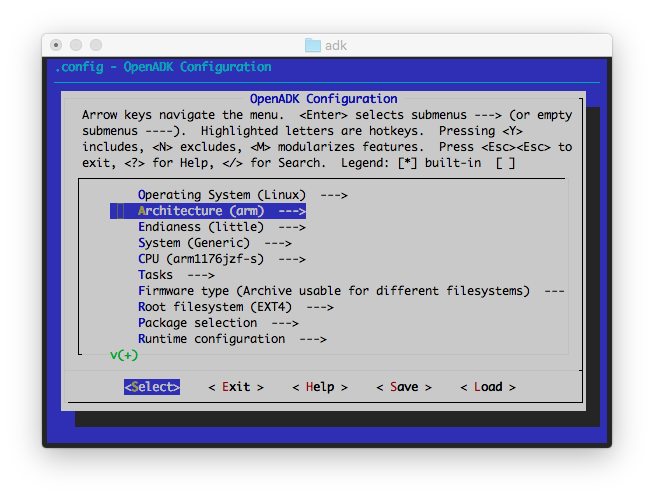 adk
.config - OpenADK Configuration
OpenADK Configuration
Arrow keys navigate the menu.  <Enter> selects submenus ---> (or empty
submenus ----).  Highlighted letters are hotkeys.  Pressing <Y>
includes, <N> excludes, <M> modularizes features.  Press <Esc><Esc> to
exit, <?> for Help, </> for Search.  Legend: [*] built-in  [ ]
Operating System (Linux)  --->
Architecture (arm)  --->
Endianess (little)  --->
System (Generic)  --->
CPU (arm1176jzf-s)  --->
Tasks  --->
Firmware type (Archive usable for different filesystems)  ---
Root filesystem (EXT4)  --->
Package selection  --->
Runtime configuration  --->
v(+)
<Select>    < Exit >    < Help >    < Save >    < Load >